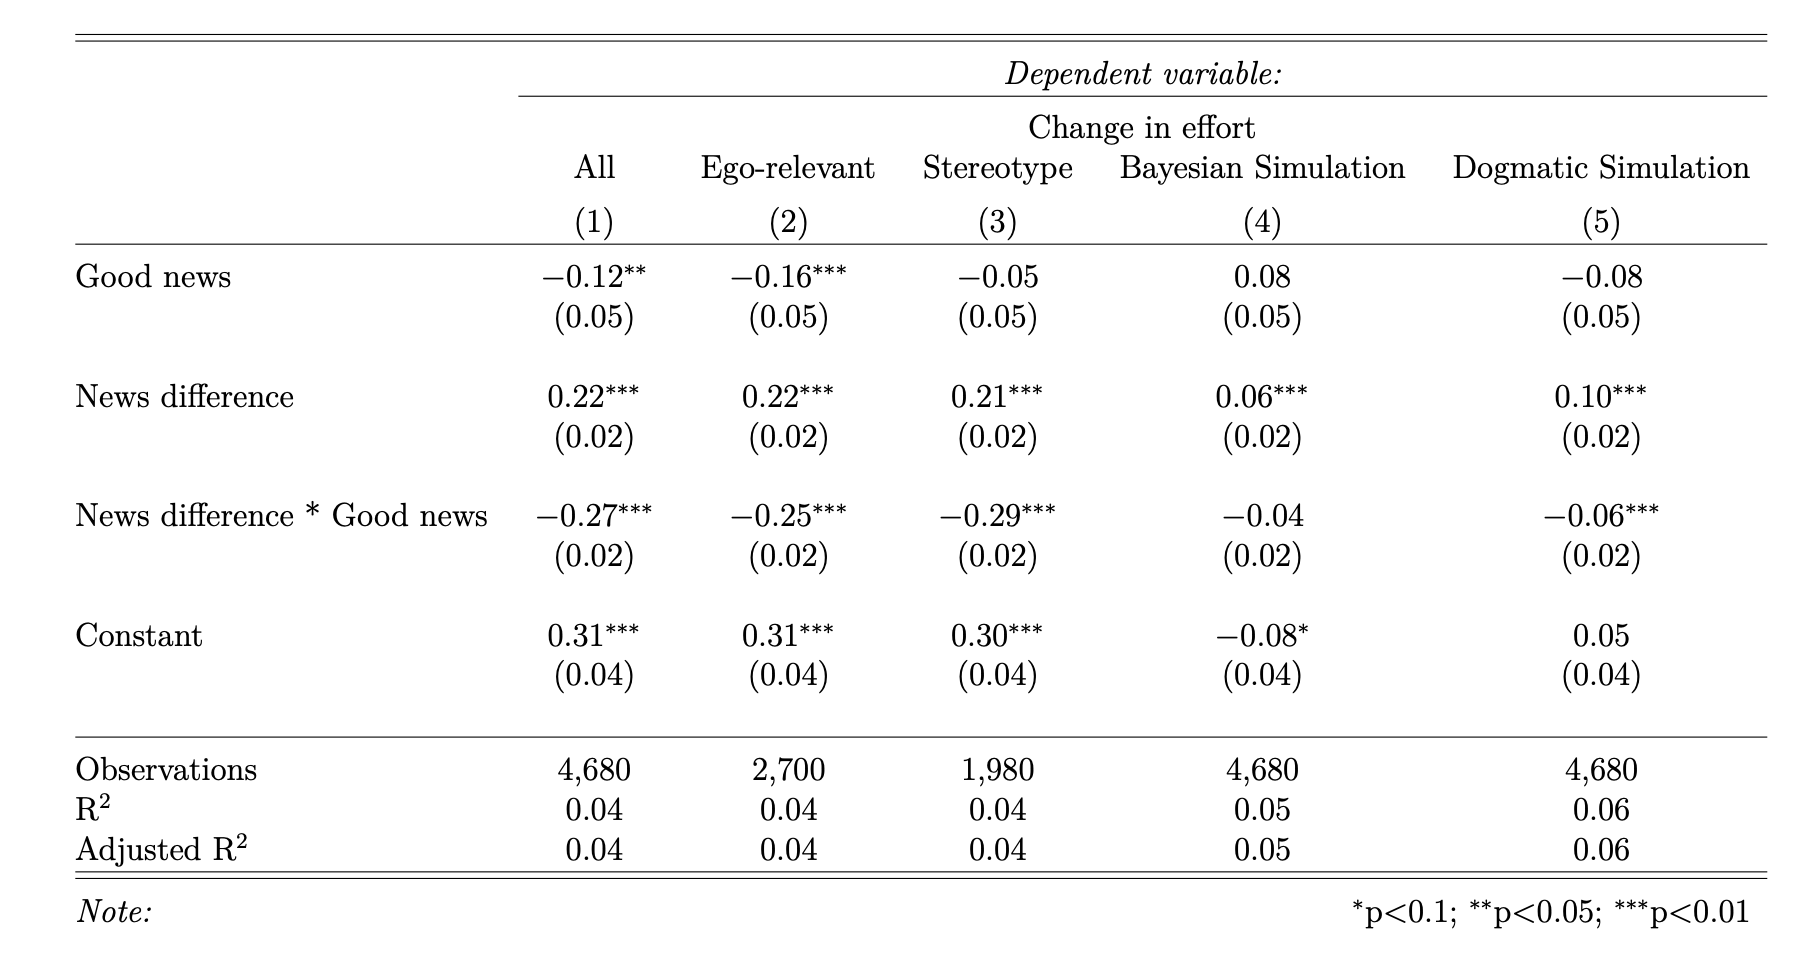 Dependent variable:
Change in effort
All Ego-relevant Stereotype Bayesian Simulation Dogmatic Simulation
(1) (2) (3) (4) (5)
Good news −0.12** −0.16*** −0.05 0.08 −0.08
(0.05) (0.05) (0.05) (0.05) (0.05)
News difference 0.22*** 0.22*** 0.21*** 0.06*** 0.10***
(0.02) (0.02) (0.02) (0.02) (0.02)
News difference * Good news −0.27*** −0.25*** −0.29*** −0.04 −0.06***
(0.02) (0.02) (0.02) (0.02) (0.02)
Constant 0.31*** 0.31*** 0.30*** −0.08* 0.05
(0.04) (0.04) (0.04) (0.04) (0.04)
Observations 4,680 2,700 1,980 4,680 4,680
R² 0.04 0.04 0.04 0.05 0.06
Adjusted R² 0.04 0.04 0.04 0.05 0.06
Note: *p<0.1; **p<0.05; ***p<0.01